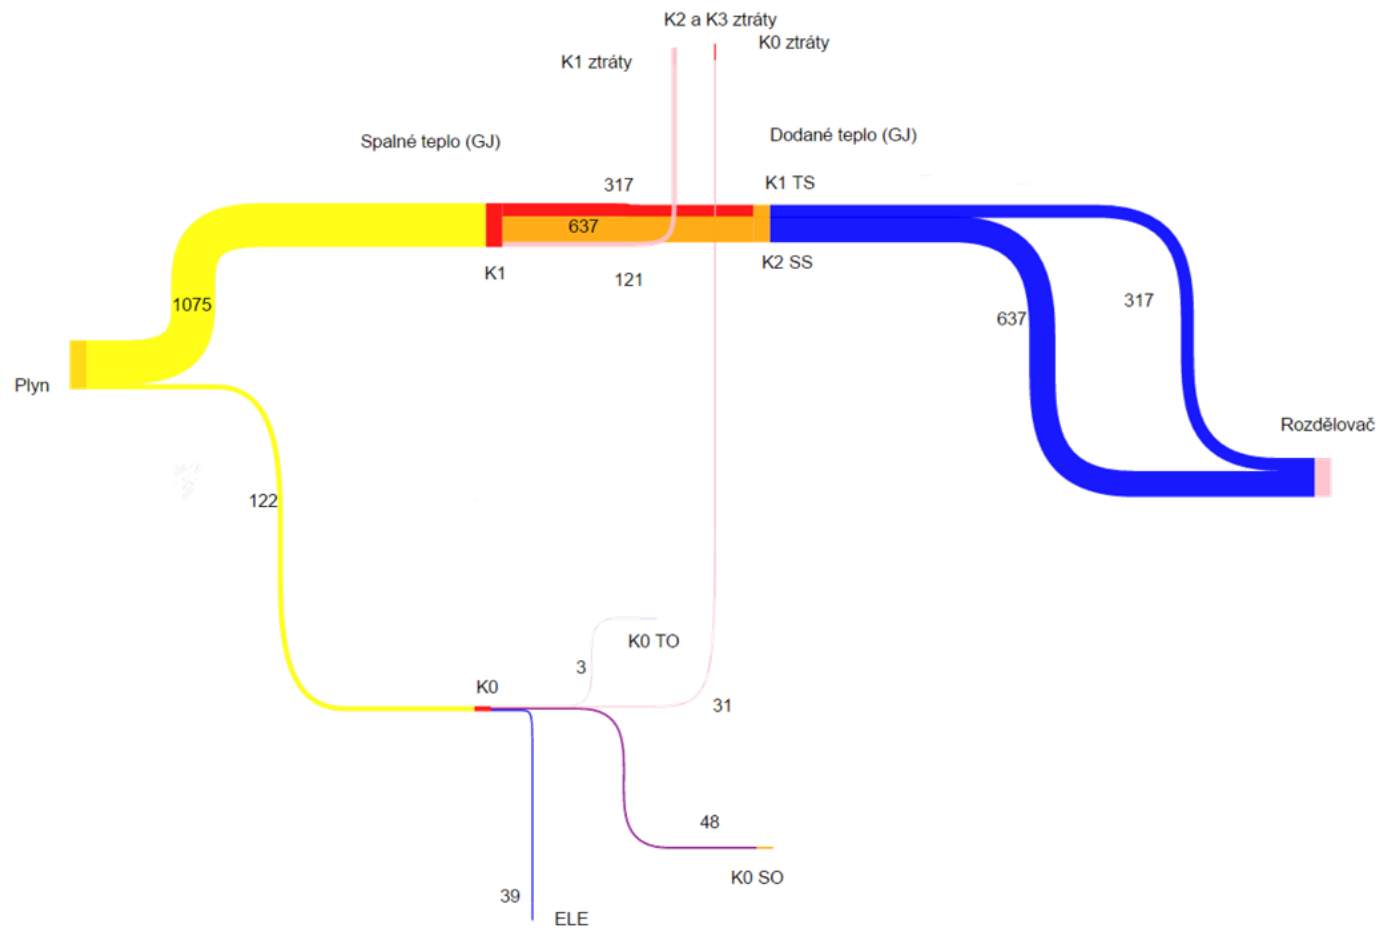 K2 a K3 ztráty
K0 ztráty
K1 ztráty
Spalné teplo (GJ)
Dodané teplo (GJ)
317
K1 TS
637
K1
K2 SS
121
1075
637
317
Plyn
Rozdělovač
122
K0 TO
3
K0
31
48
K0 SO
39
ELE